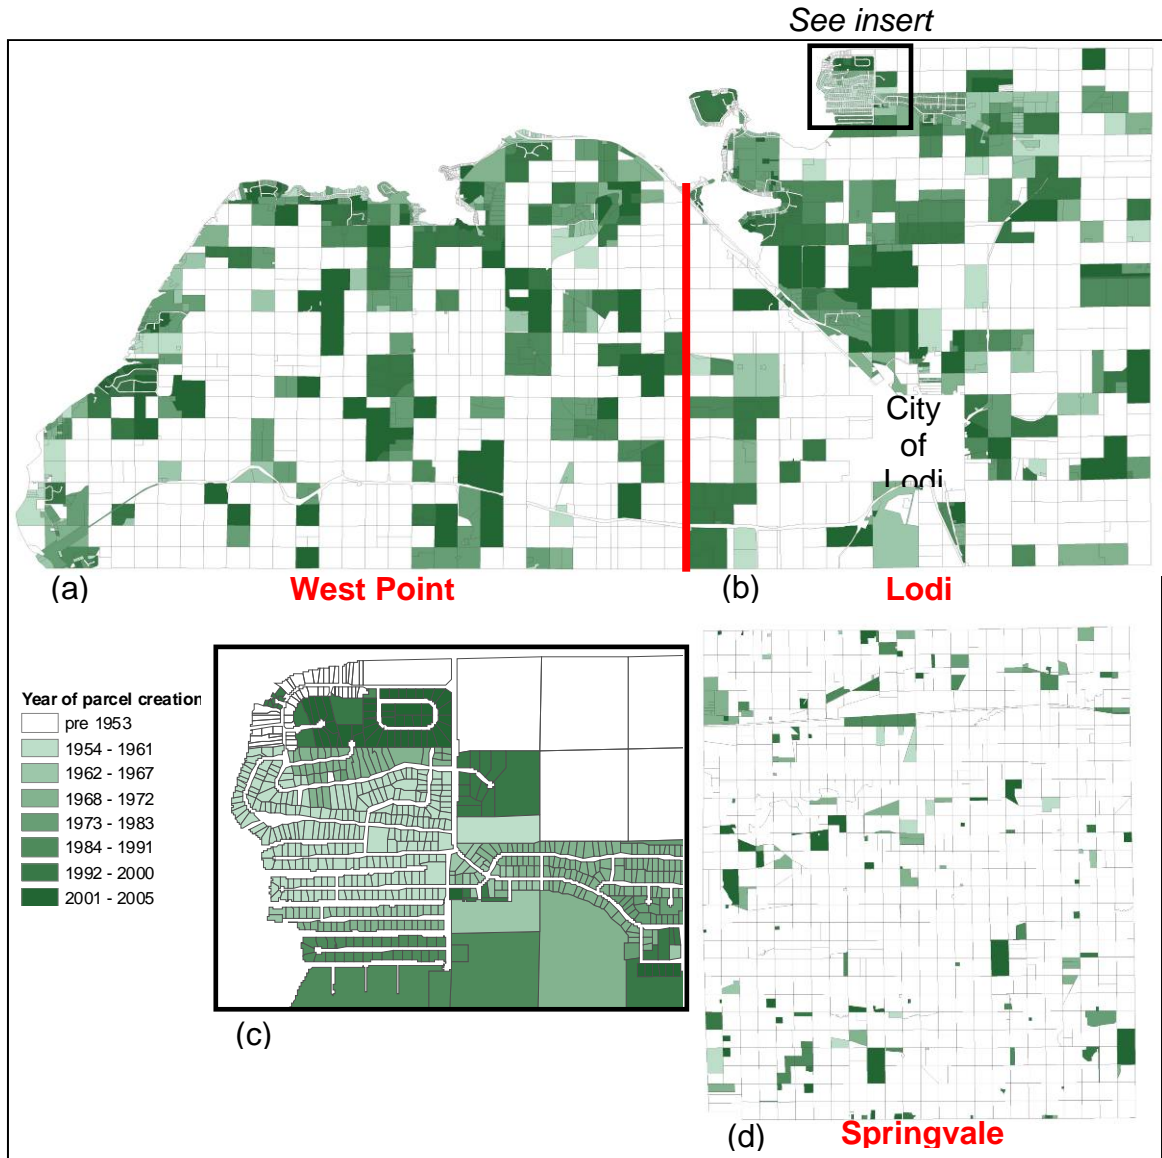 See insert
City
of
Lodi
(a)
West Point
(b)
Lodi
Year of parcel creation
pre 1953
1954 - 1961
1962 - 1967
1968 - 1972
1973 - 1983
1984 - 1991
1992 - 2000
2001 - 2005
(c)
(d)
Springvale